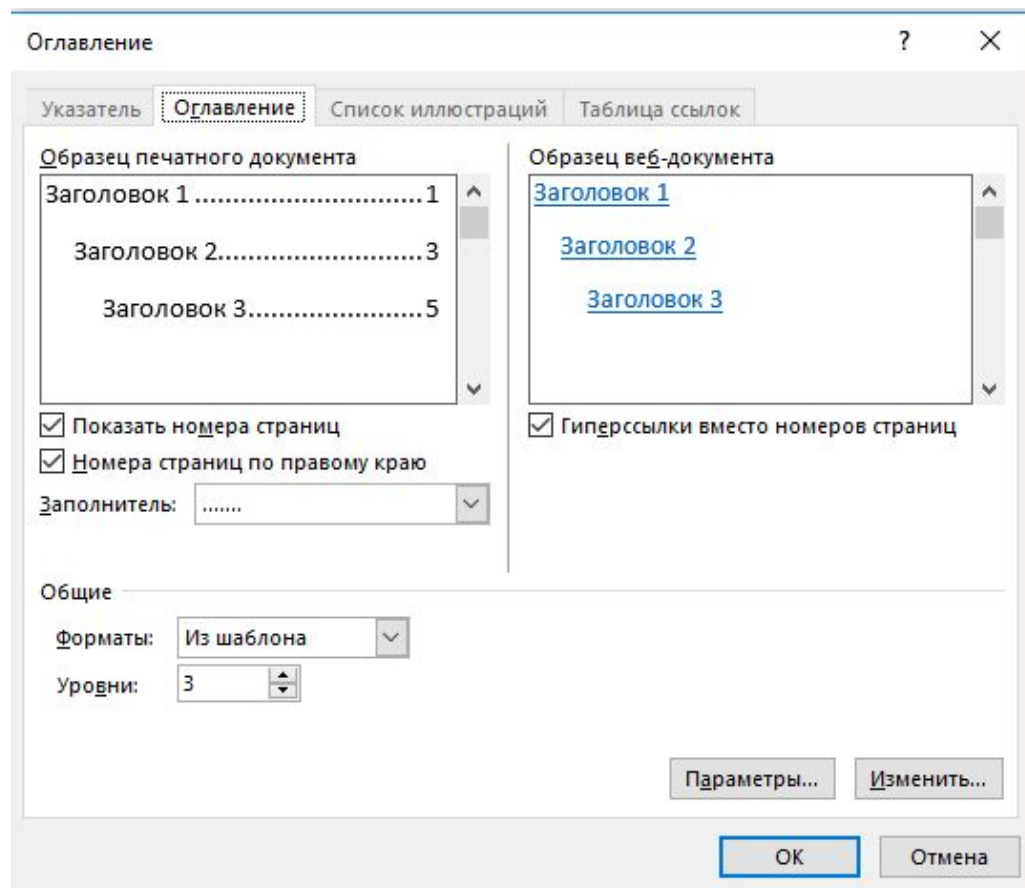 Оглавление
Указатель Оглавление Список иллюстраций Таблица ссылок
Образец печатного документа
Заголовок 1.............................1
Заголовок 2..........................3
Заголовок 3......................5
Показать номера страниц
Номера страниц по правому краю
Заполнитель: .......
Образец веб-документа
Заголовок 1
Заголовок 2
Заголовок 3
Гиперссылки вместо номеров страниц
Общие
Форматы: Из шаблона
Уровни: 3
Параметры... Изменить...
ОК Отмена